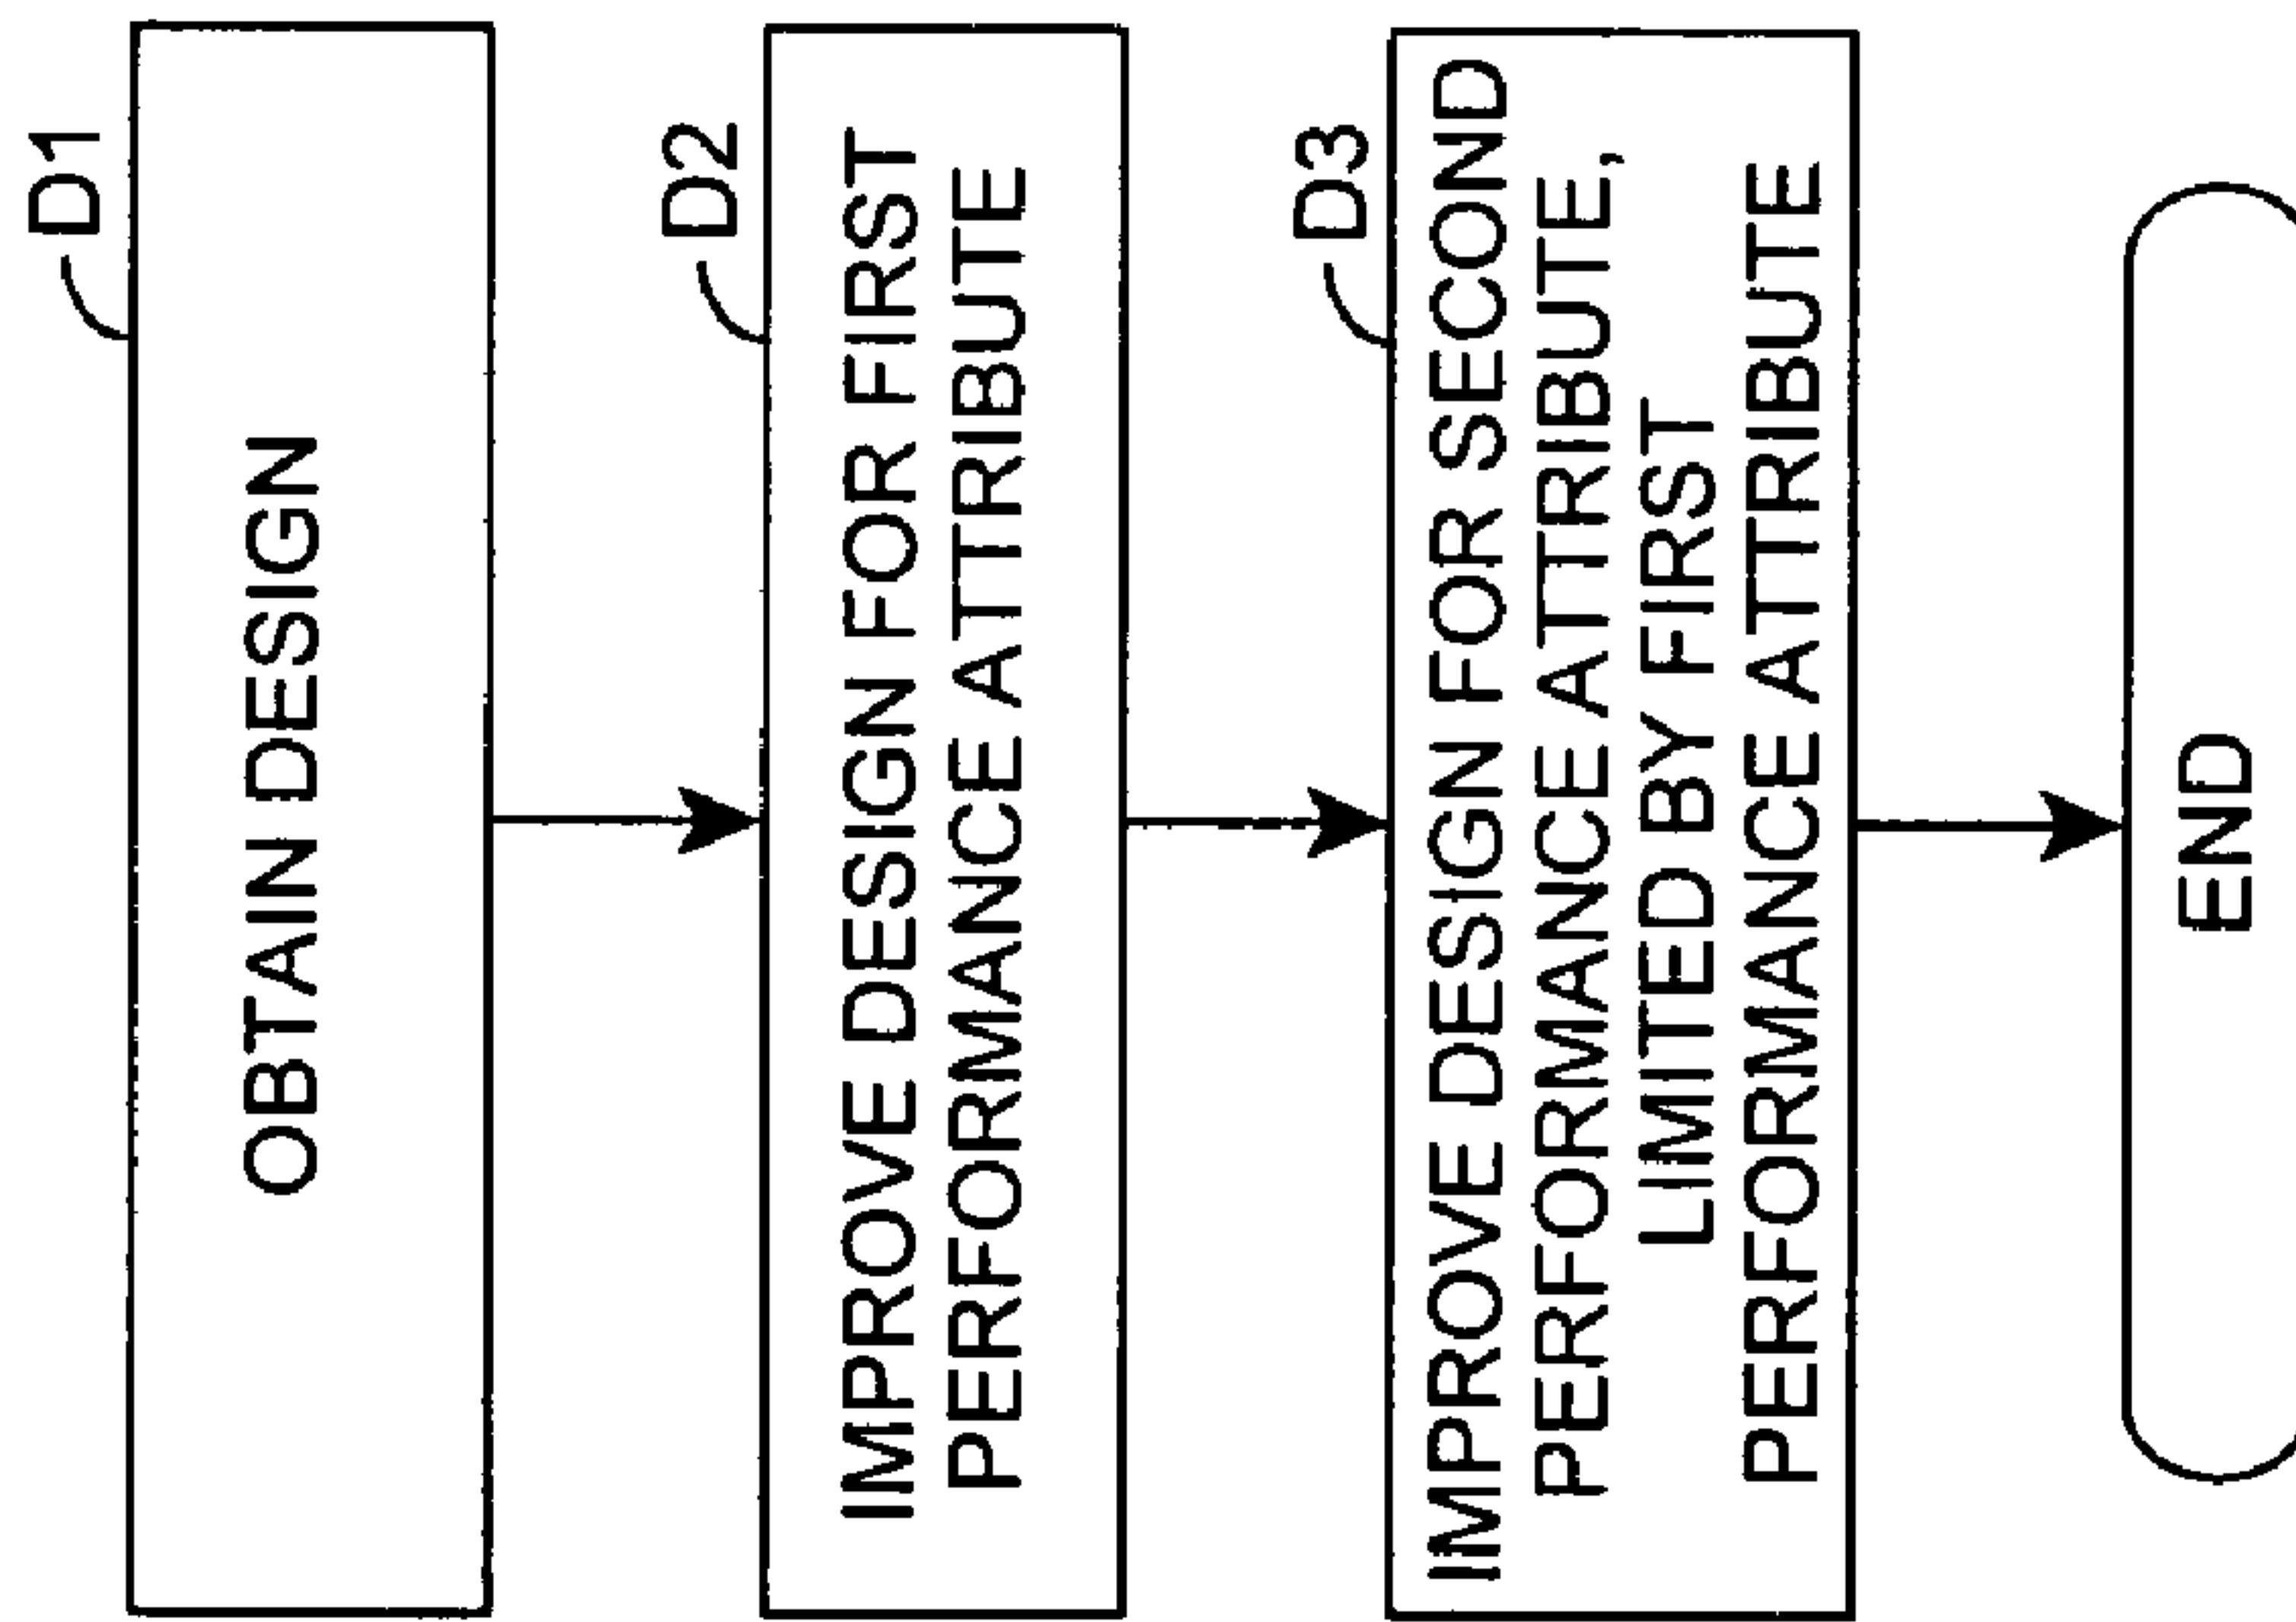 D1
OBTAIN DESIGN
D2
IMPROVE DESIGN FOR FIRST
PERFORMANCE ATTRIBUTE
D3
IMPROVE DESIGN FOR SECOND
PERFORMANCE ATTRIBUTE,
LIMITED BY FIRST
PERFORMANCE ATTRIBUTE
END